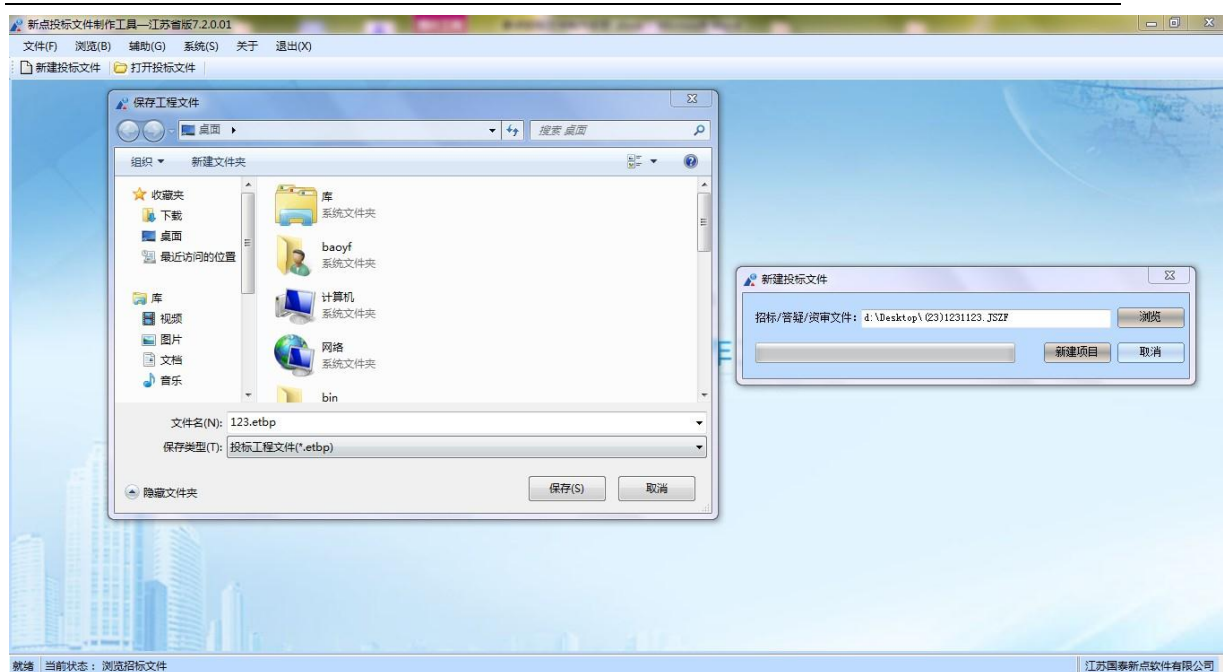 新点投标文件制作工具—江苏省版7.2.0.01
文件(F) 浏览(B) 辅助(G) 系统(S) 关于 退出(X)
新建投标文件 打开投标文件
保存工程文件
桌面
搜索 桌面
组织 新建文件夹
收藏夹
下载
桌面
最近访问的位置
库
视频
图片
文档
音乐
库
系统文件夹
baoyf
系统文件夹
计算机
系统文件夹
网络
系统文件夹
bin
文件名(N): 123.etbp
保存类型(T): 投标工程文件(*.etbp)
隐藏文件夹
保存(S) 取消
新建投标文件
招标/答疑/资审文件: d:\Desktop\(23)1231123.JSZF 浏览
新建项目 取消
就绪 当前状态: 浏览招标文件
江苏国泰新点软件有限公司